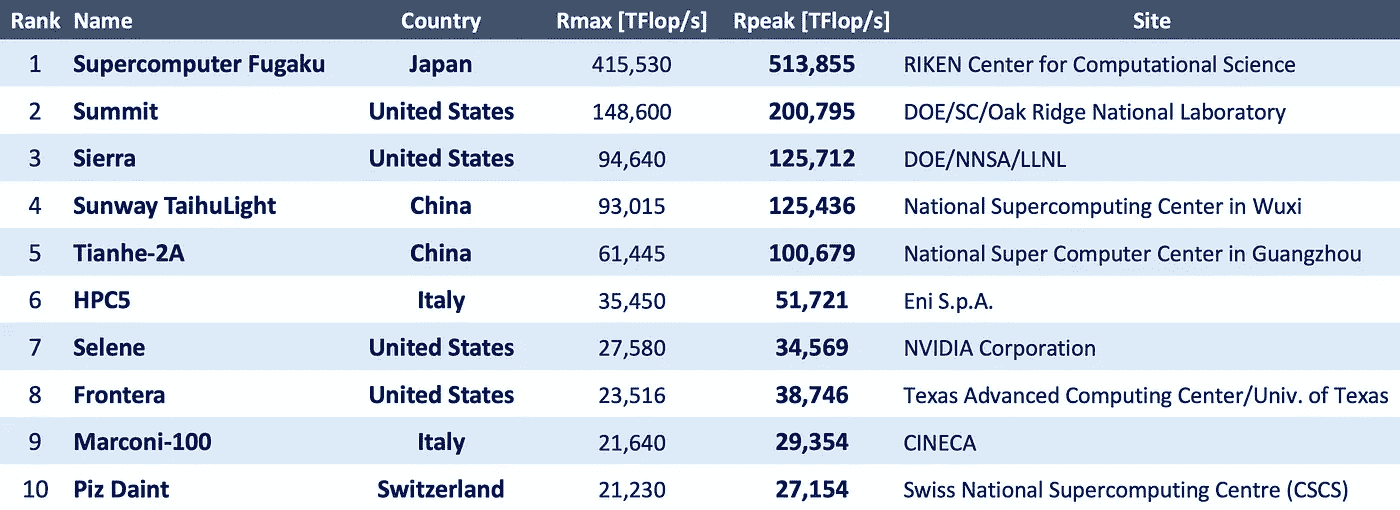 Rank Name Country Rmax [TFlop/s] Rpeak [TFlop/s] Site
1 Supercomputer Fugaku Japan 415,530 513,855 RIKEN Center for Computational Science
2 Summit United States 148,600 200,795 DOE/SC/Oak Ridge National Laboratory
3 Sierra United States 94,640 125,712 DOE/NNSA/LLNL
4 Sunway TaihuLight China 93,015 125,436 National Supercomputing Center in Wuxi
5 Tianhe-2A China 61,445 100,679 National Super Computer Center in Guangzhou
6 HPC5 Italy 35,450 51,721 Eni S.p.A.
7 Selene United States 27,580 34,569 NVIDIA Corporation
8 Frontera United States 23,516 38,746 Texas Advanced Computing Center/Univ. of Texas
9 Marconi-100 Italy 21,640 29,354 CINECA
10 Piz Daint Switzerland 21,230 27,154 Swiss National Supercomputing Centre (CSCS)